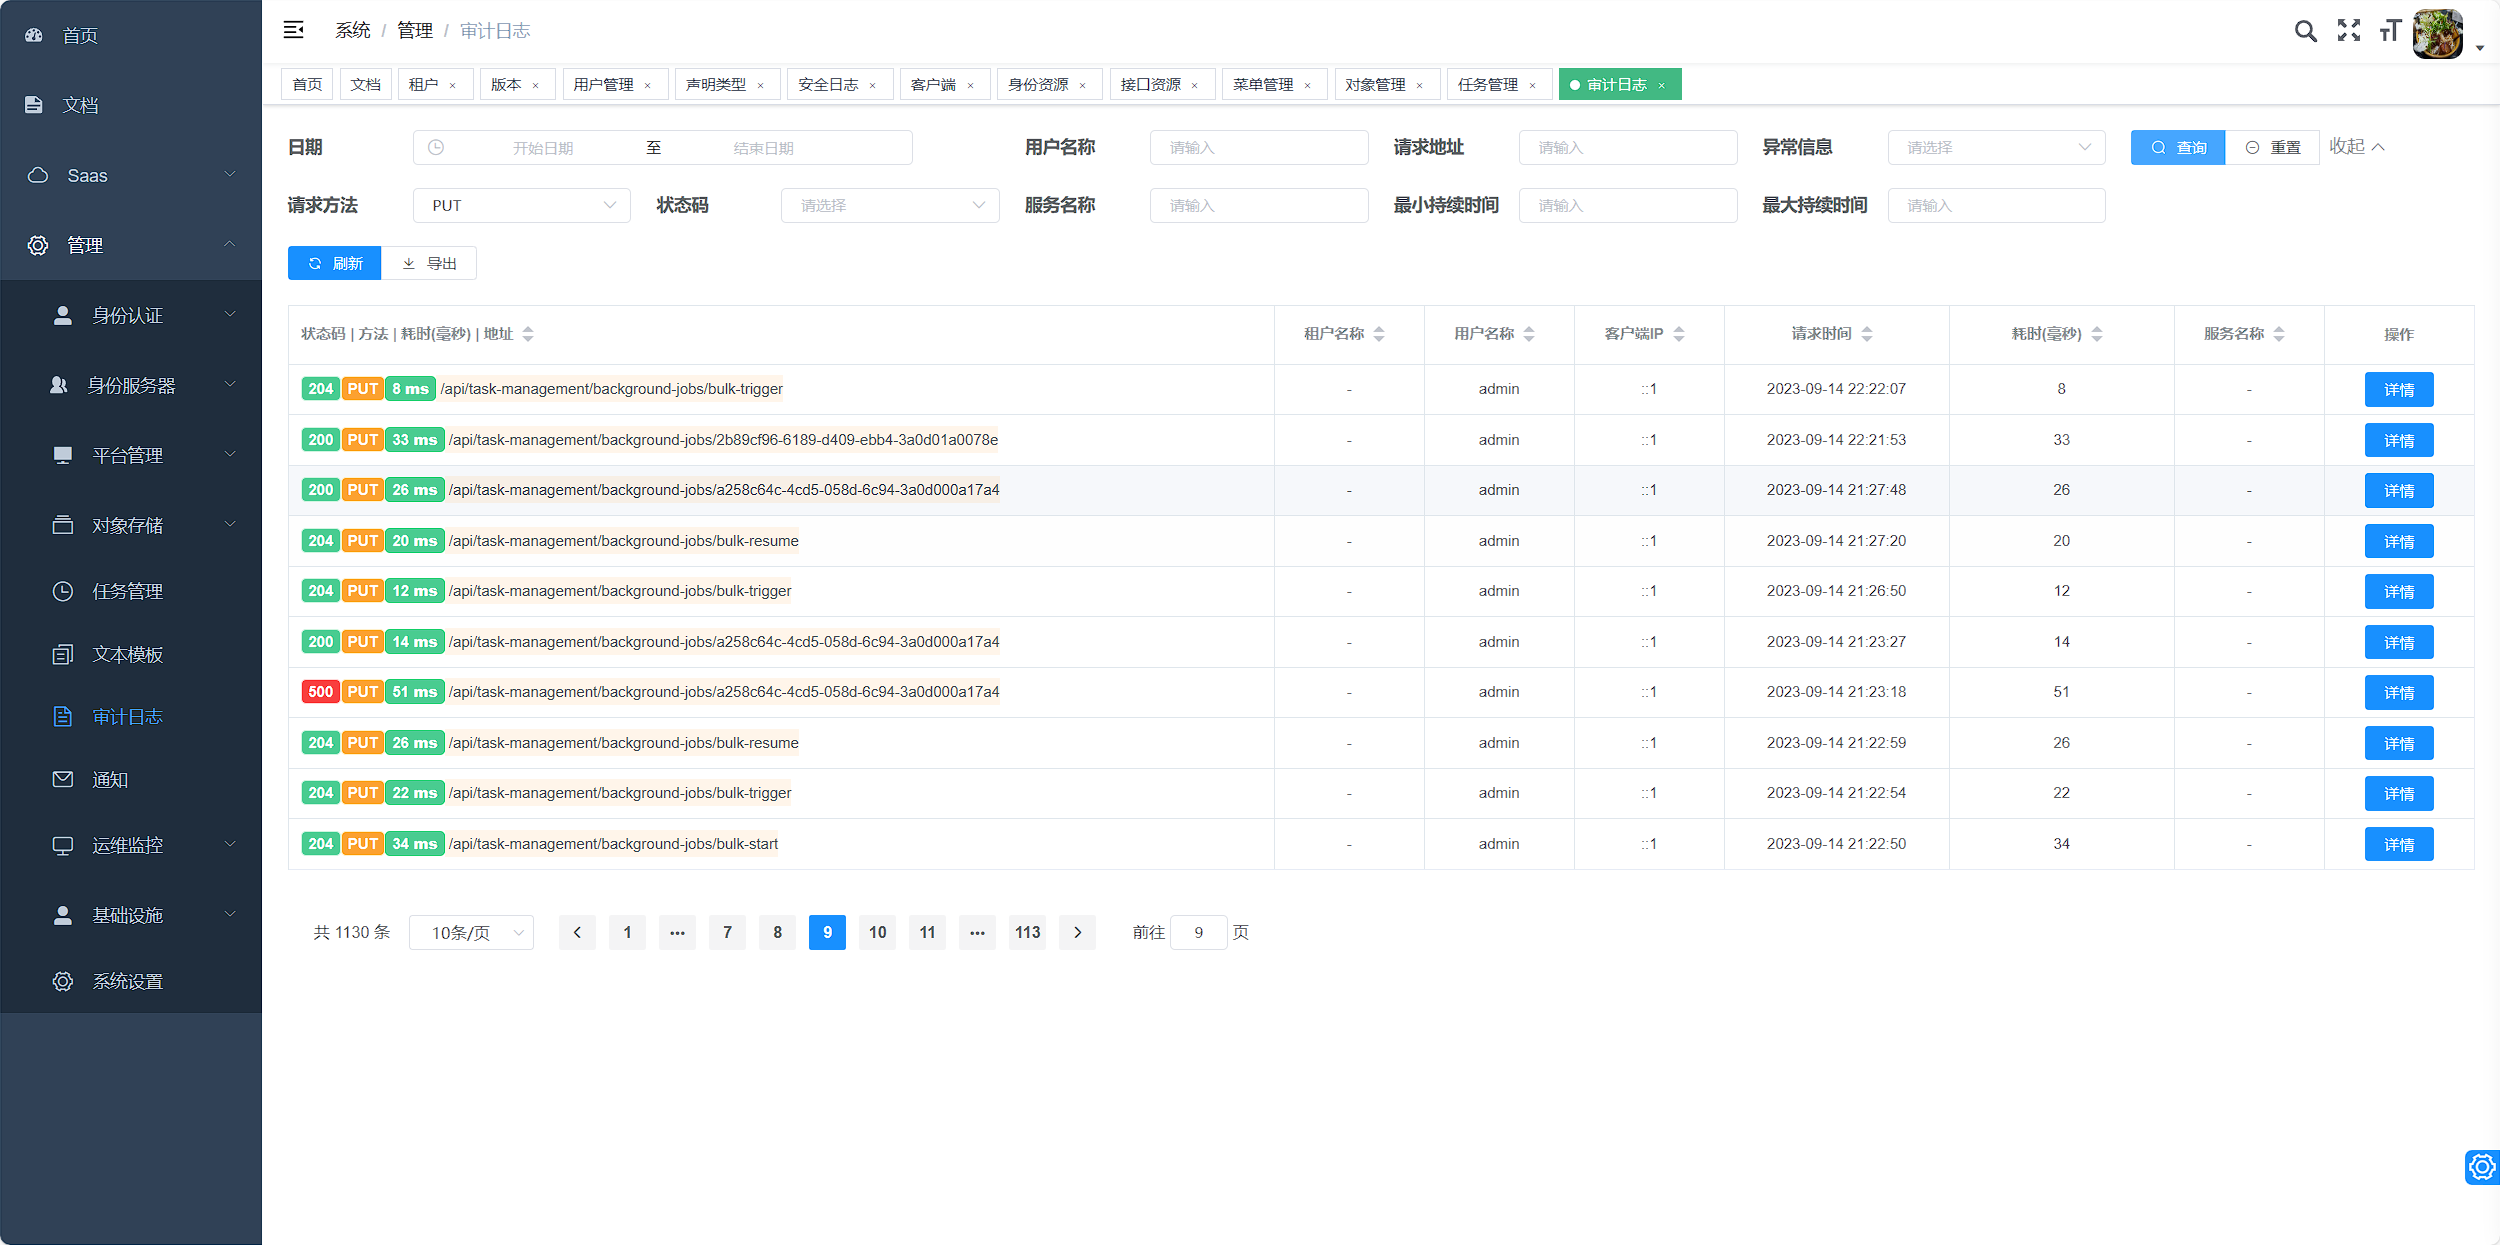 首页
文档
Saas
管理
身份认证
身份服务器
平台管理
对象存储
任务管理
文本模板
审计日志
通知
运维监控
基础设施
系统设置
系统 / 管理 / 审计日志
首页 文档 租户 × 版本 × 用户管理 × 声明类型 × 安全日志 × 客户端 × 身份资源 × 接口资源 × 菜单管理 × 对象管理 × 任务管理 × 审计日志 ×
日期 开始日期 至 结束日期 用户名称 请输入 请求地址 请输入 异常信息 请选择 查询 重置 收起
请求方法 PUT 状态码 请选择 服务名称 请输入 最小持续时间 请输入 最大持续时间 请输入
刷新 导出
状态码 | 方法 | 耗时(毫秒) | 地址 租户名称 用户名称 客户端IP 请求时间 耗时(毫秒) 服务名称 操作
204 PUT 8 ms /api/task-management/background-jobs/bulk-trigger - admin ::1 2023-09-14 22:22:07 8 - 详情
200 PUT 33 ms /api/task-management/background-jobs/2b89cf96-6189-d409-ebb4-3a0d01a0078e - admin ::1 2023-09-14 22:21:53 33 - 详情
200 PUT 26 ms /api/task-management/background-jobs/a258c64c-4cd5-058d-6c94-3a0d000a17a4 - admin ::1 2023-09-14 21:27:48 26 - 详情
204 PUT 20 ms /api/task-management/background-jobs/bulk-resume - admin ::1 2023-09-14 21:27:20 20 - 详情
204 PUT 12 ms /api/task-management/background-jobs/bulk-trigger - admin ::1 2023-09-14 21:26:50 12 - 详情
200 PUT 14 ms /api/task-management/background-jobs/a258c64c-4cd5-058d-6c94-3a0d000a17a4 - admin ::1 2023-09-14 21:23:27 14 - 详情
500 PUT 51 ms /api/task-management/background-jobs/a258c64c-4cd5-058d-6c94-3a0d000a17a4 - admin ::1 2023-09-14 21:23:18 51 - 详情
204 PUT 26 ms /api/task-management/background-jobs/bulk-resume - admin ::1 2023-09-14 21:22:59 26 - 详情
204 PUT 22 ms /api/task-management/background-jobs/bulk-trigger - admin ::1 2023-09-14 21:22:54 22 - 详情
204 PUT 34 ms /api/task-management/background-jobs/bulk-start - admin ::1 2023-09-14 21:22:50 34 - 详情
共 1130 条 10条/页 1 ••• 7 8 9 10 11 ••• 113 前往 9 页